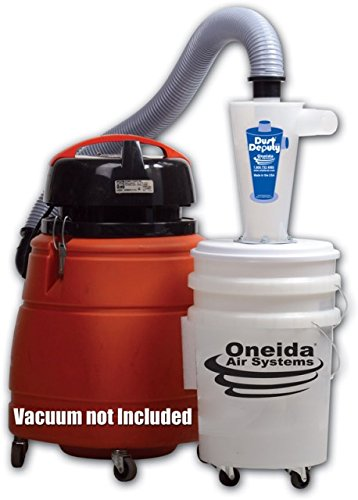 Dust
Deputy
Oneida
Made in the USA
Oneida®
Air Systems
Vacuum not Included